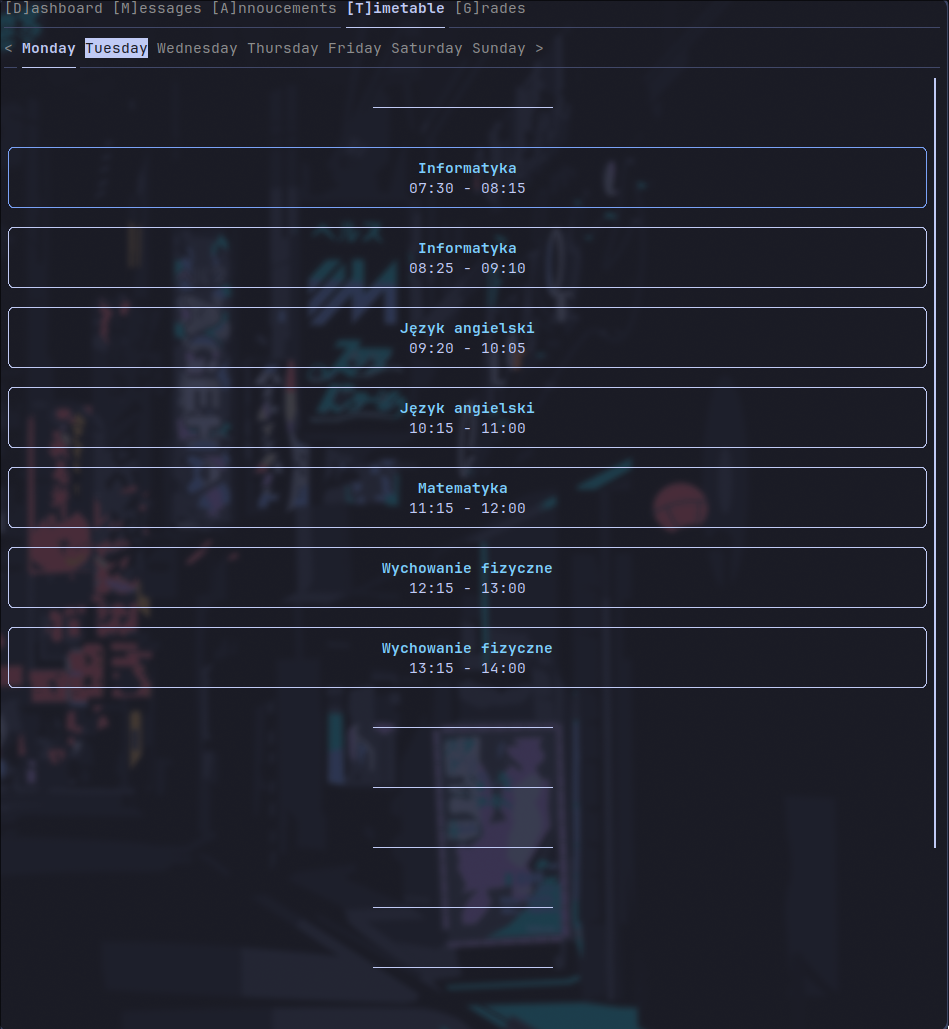 [D]ashboard [M]essages [A]nnoucements [T]imetable [G]rades
< Monday Tuesday Wednesday Thursday Friday Saturday Sunday >
Informatyka
07:30 - 08:15
Informatyka
08:25 - 09:10
Język angielski
09:20 - 10:05
Język angielski
10:15 - 11:00
Matematyka
11:15 - 12:00
Wychowanie fizyczne
12:15 - 13:00
Wychowanie fizyczne
13:15 - 14:00